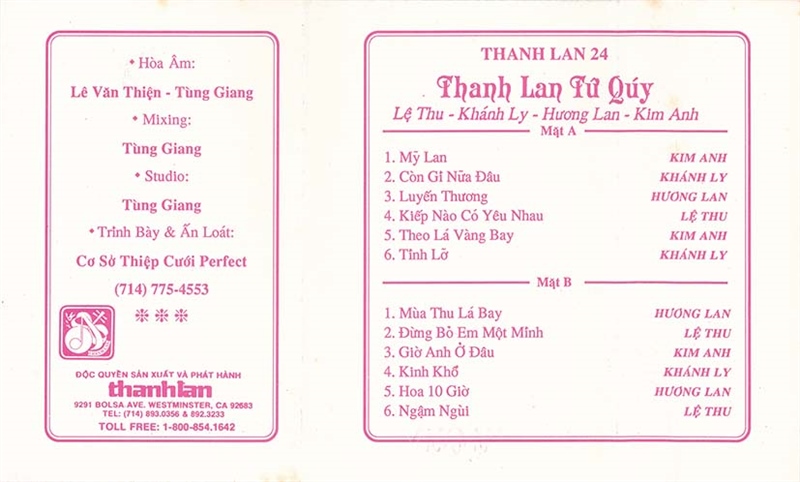 • Hòa Âm:
Lê Văn Thiện - Tùng Giang
• Mixing:
Tùng Giang
• Studio:
Tùng Giang
• Trình Bày & Ấn Loát:
Cơ Sở Thiệp Cưới Perfect
(714) 775-4553
ĐỘC QUYỀN SẢN XUẤT VÀ PHÁT HÀNH
thanhlan
9291 BOLSA AVE. WESTMINSTER, CA 92683
TEL: (714) 893.0356 & 892.3233
TOLL FREE: 1-800-854.1642
THANH LAN 24
Thanh Lan Tứ Qúy
Lệ Thu - Khánh Ly - Hương Lan - Kim Anh
Mặt A
1. Mỹ Lan KIM ANH
2. Còn Gì Nữa Đâu KHÁNH LY
3. Luyến Thương HƯƠNG LAN
4. Kiếp Nào Có Yêu Nhau LỆ THU
5. Theo Lá Vàng Bay KIM ANH
6. Tình Lỡ KHÁNH LY
Mặt B
1. Mùa Thu Lá Bay HƯƠNG LAN
2. Đừng Bỏ Em Một Mình LỆ THU
3. Giờ Anh Ở Đâu KIM ANH
4. Kinh Khổ KHÁNH LY
5. Hoa 10 Giờ HƯƠNG LAN
6. Ngậm Ngùi LỆ THU